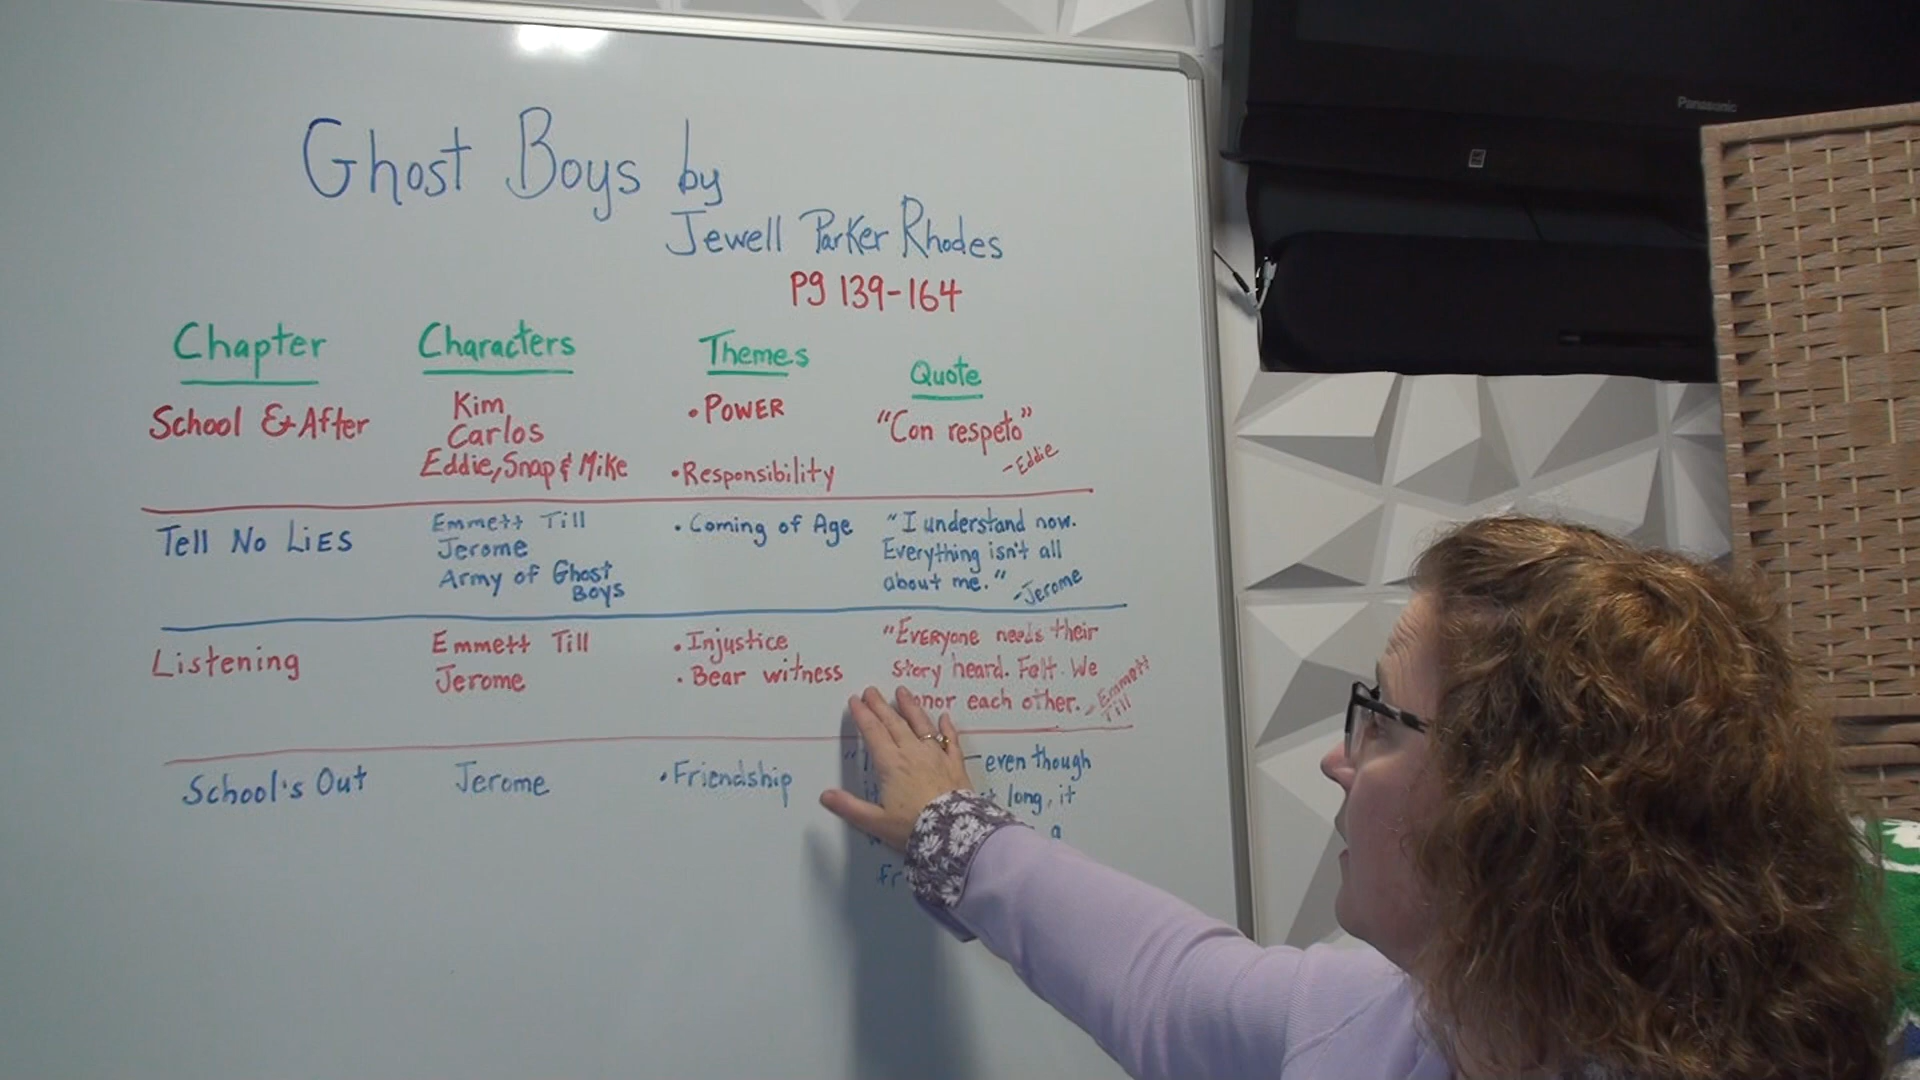 Ghost Boys by
Jewell Parker Rhodes
Pg 139-164
Chapter Characters Themes Quote
School & After
Kim
Carlos
Eddie, Snap & Mike
• POWER
• Responsibility
"Con respeto"
- Eddie
Tell No Lies
Emmett Till
Jerome
Army of Ghost
Boys
• Coming of Age
"I understand now.
Everything isn't all
about me."
- Jerome
Listening
Emmett Till
Jerome
• Injustice
• Bear witness
"Everyone needs their
story heard. Felt. We
each other.
- Emmett
Till
School's Out
Jerome
• Friendship
- even though
long, it
a
Panasonic